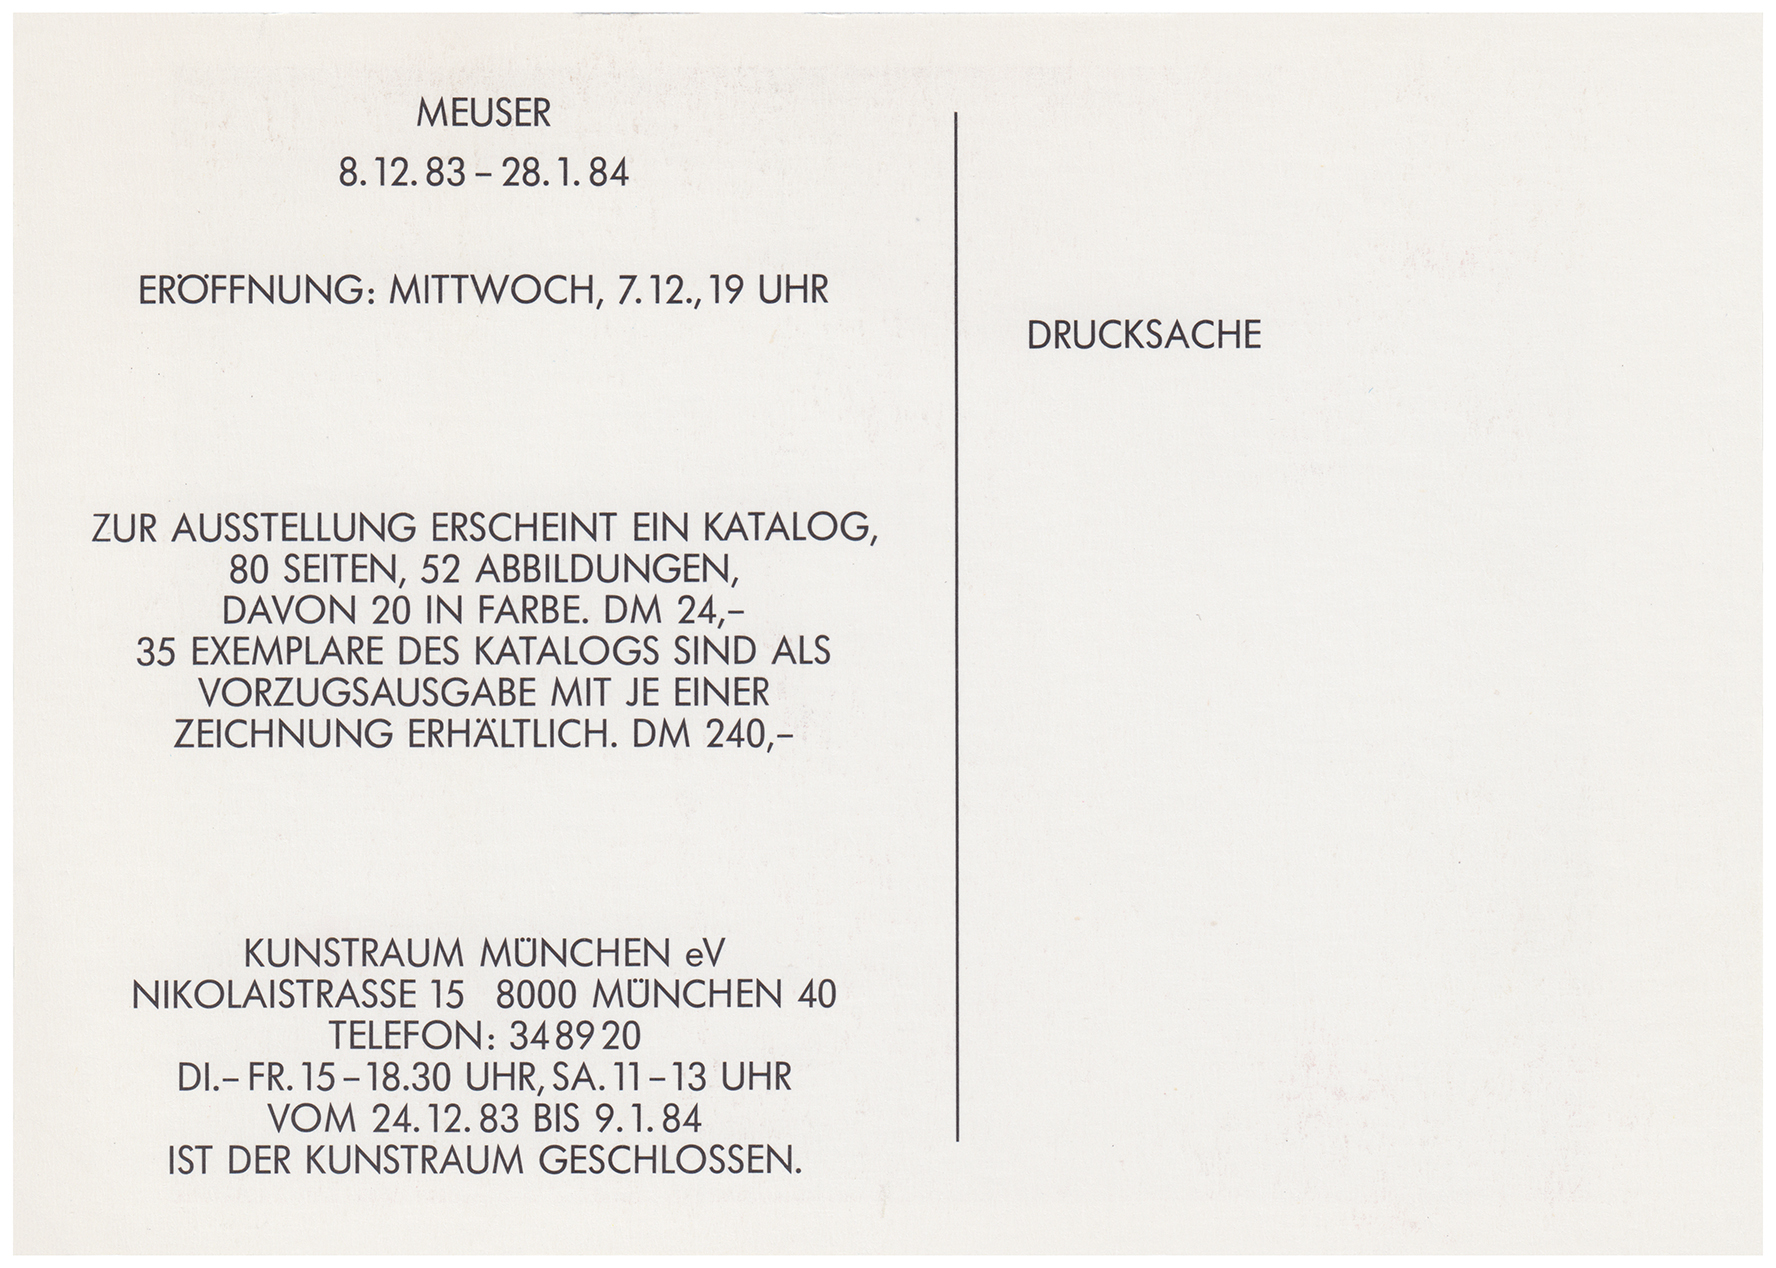 MEUSER
8.12.83 – 28.1.84
ERÖFFNUNG: MITTWOCH, 7.12., 19 UHR
ZUR AUSSTELLUNG ERSCHEINT EIN KATALOG,
80 SEITEN, 52 ABBILDUNGEN,
DAVON 20 IN FARBE. DM 24,–
35 EXEMPLARE DES KATALOGS SIND ALS
VORZUGSAUSGABE MIT JE EINER
ZEICHNUNG ERHÄLTLICH. DM 240,–
KUNSTRAUM MÜNCHEN eV
NIKOLAISTRASSE 15 8000 MÜNCHEN 40
TELEFON: 34 89 20
DI.– FR. 15 – 18.30 UHR, SA. 11 – 13 UHR
VOM 24.12.83 BIS 9.1.84
IST DER KUNSTRAUM GESCHLOSSEN.
DRUCKSACHE